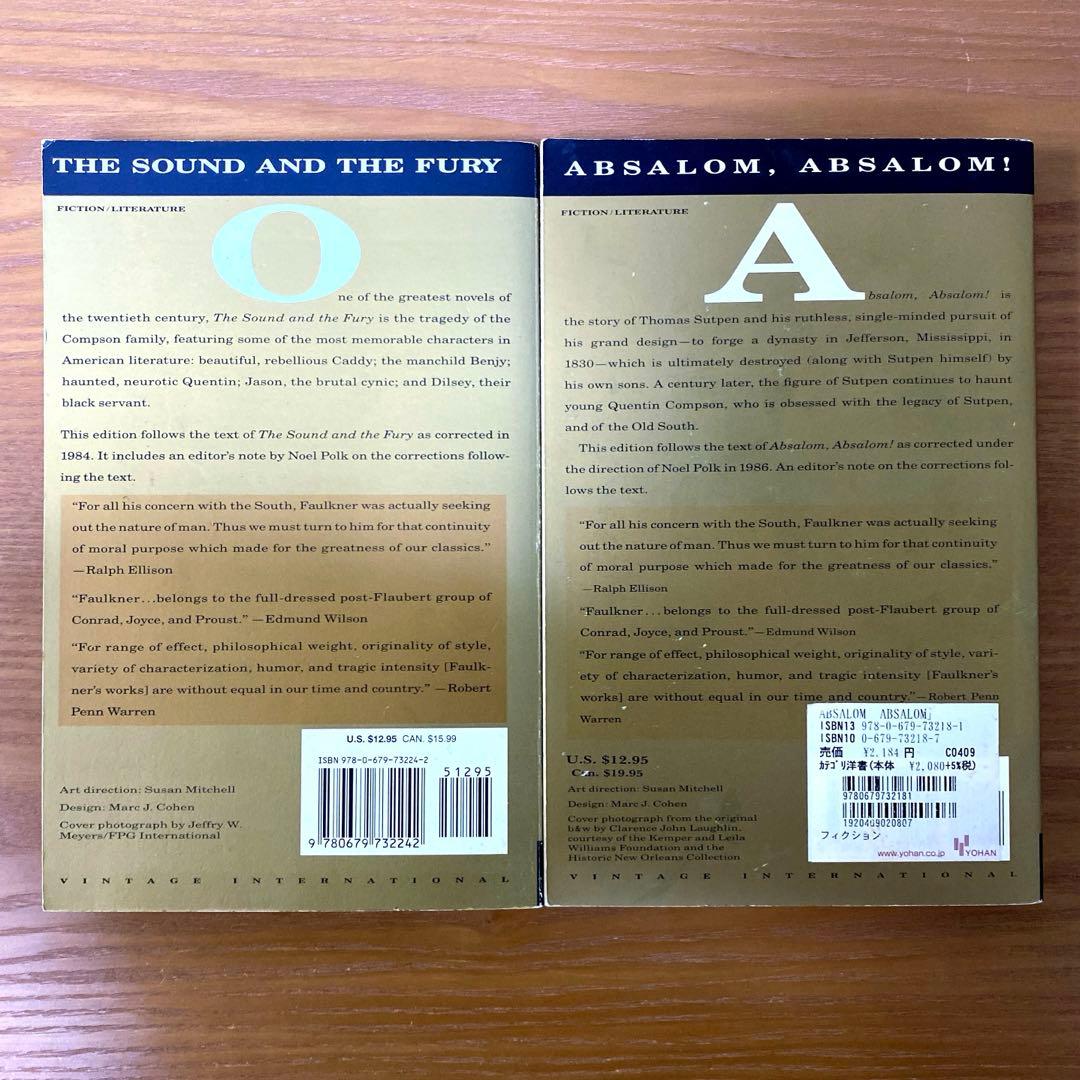 THE SOUND AND THE FURY
FICTION/LITERATURE
One of the greatest novels of
the twentieth century, The Sound and the Fury is the tragedy of the
Compson family, featuring some of the most memorable characters in
American literature: beautiful, rebellious Caddy; the manchild Benjy;
haunted, neurotic Quentin; Jason, the brutal cynic; and Dilsey, their
black servant.
This edition follows the text of The Sound and the Fury as corrected in
1984. It includes an editor's note by Noel Polk on the corrections follow-
ing the text.
"For all his concern with the South, Faulkner was actually seeking
out the nature of man. Thus we must turn to him for that continuity
of moral purpose which made for the greatness of our classics."
—Ralph Ellison
"Faulkner...belongs to the full-dressed post-Flaubert group of
Conrad, Joyce, and Proust." —Edmund Wilson
"For range of effect, philosophical weight, originality of style,
variety of characterization, humor, and tragic intensity [Faulk-
ner's works] are without equal in our time and country." —Robert
Penn Warren
U.S. $12.95 CAN. $15.99
ISBN 978-0-679-73224-2
51295
9 780679 732242
Art direction: Susan Mitchell
Design: Marc J. Cohen
Cover photograph by Jeffry W.
Meyers/FPG International
VINTAGE INTERNATIONAL
ABSALOM, ABSALOM!
FICTION/LITERATURE
Absalom, Absalom! is
the story of Thomas Sutpen and his ruthless, single-minded pursuit of
his grand design—to forge a dynasty in Jefferson, Mississippi, in
1830—which is ultimately destroyed (along with Sutpen himself) by
his own sons. A century later, the figure of Sutpen continues to haunt
young Quentin Compson, who is obsessed with the legacy of Sutpen,
and of the Old South.
This edition follows the text of Absalom, Absalom! as corrected under
the direction of Noel Polk in 1986. An editor's note on the corrections fol-
lows the text.
"For all his concern with the South, Faulkner was actually seeking
out the nature of man. Thus we must turn to him for that continuity
of moral purpose which made for the greatness of our classics."
—Ralph Ellison
"Faulkner...belongs to the full-dressed post-Flaubert group of
Conrad, Joyce, and Proust."—Edmund Wilson
"For range of effect, philosophical weight, originality of style, vari-
ety of characterization, humor, and tragic intensity [Faulkner's
works] are without equal in our time and country."—Robert Penn
Warren
ABSALOM ABSALOM
ISBN13 978-0-679-73218-1
ISBN10 0-679-73218-7
売価 ¥2,184 円 C0409
ｶﾃｺﾞﾘ洋書(本体 ¥2,080+5%税)
9780679732181
1920409020807
フィクション
www.yohan.co.jp YOHAN
U.S. $12.95
Can. $19.95
Art direction: Susan Mitchell
Design: Marc J. Cohen
Cover photograph from the original
b&w by Clarence John Laughlin,
courtesy of the Kemper and Leila
Williams Foundation and the
Historic New Orleans Collection
VINTAGE INTERNATIONAL